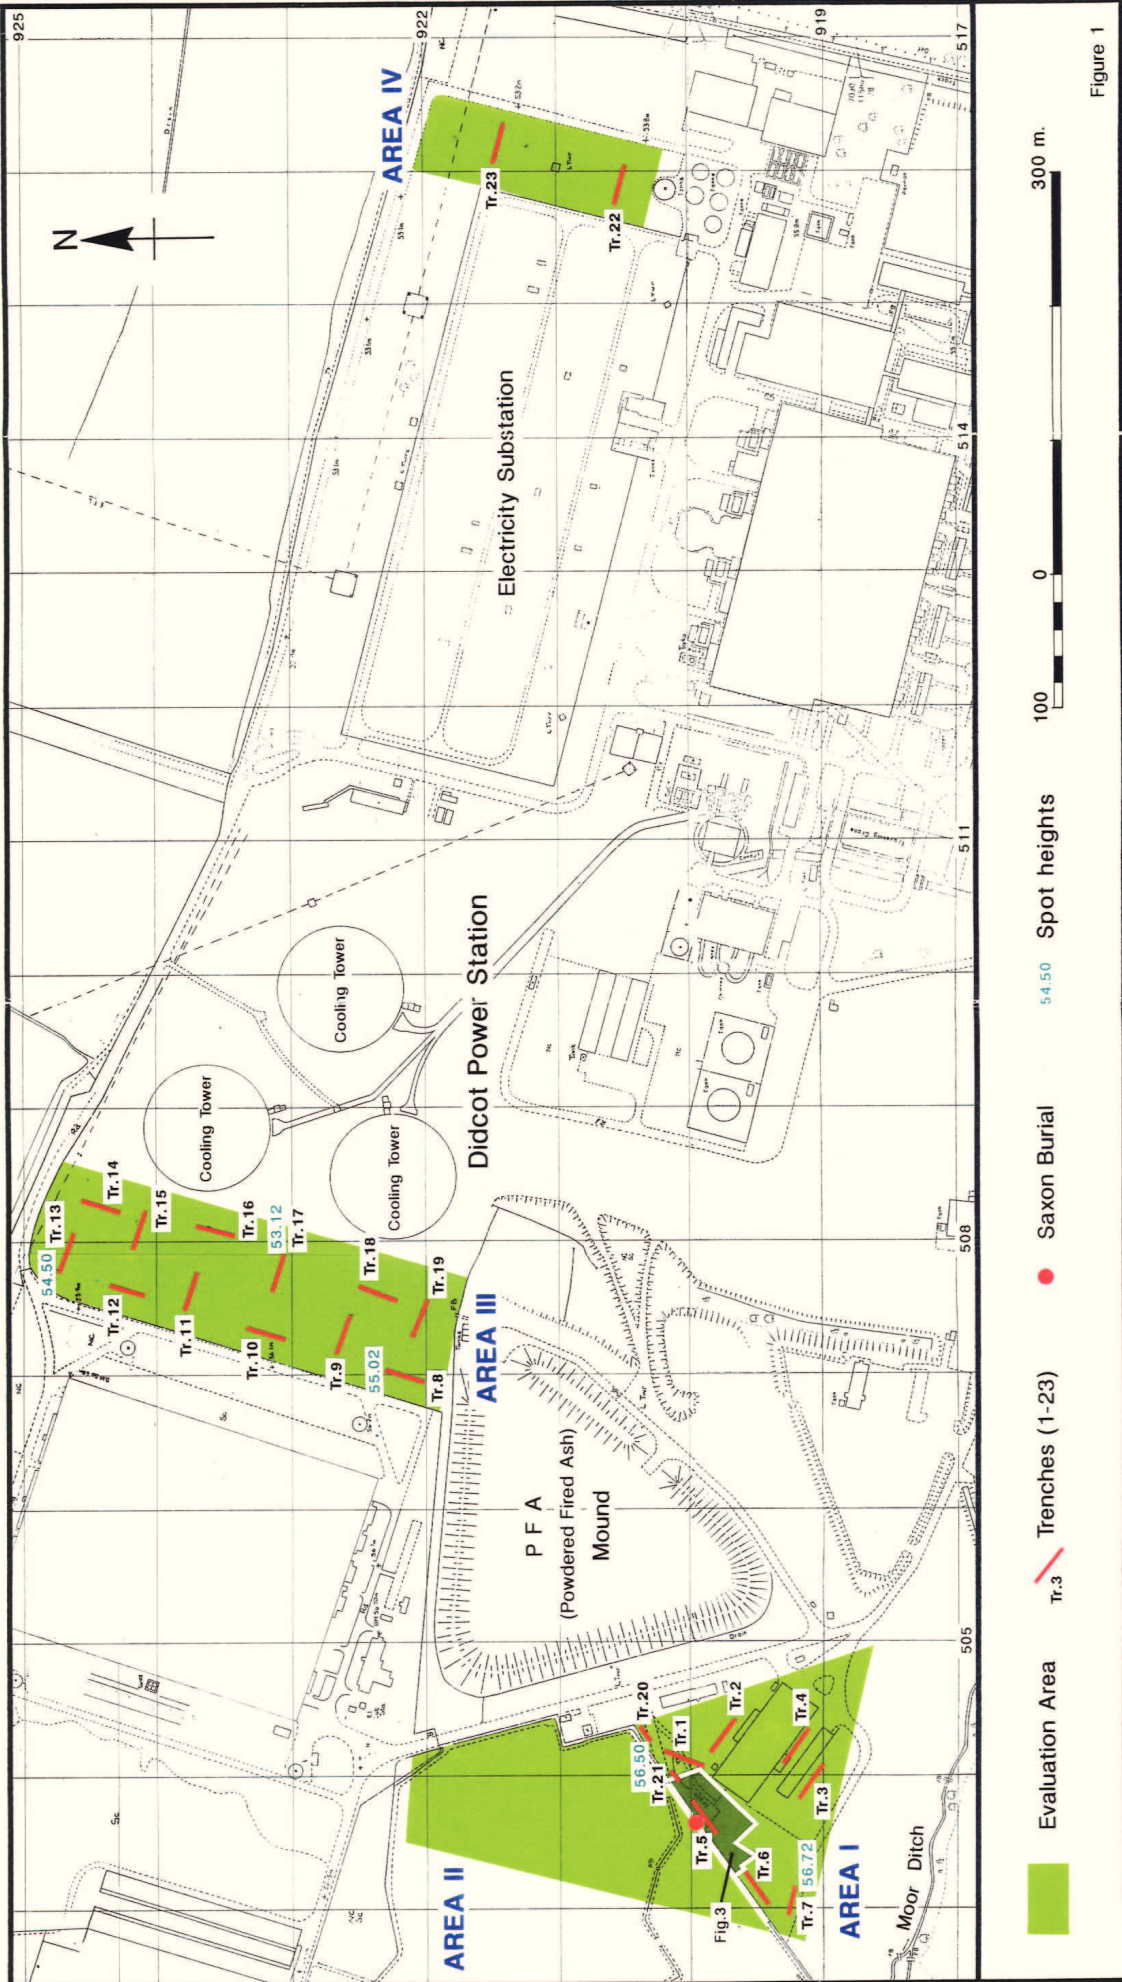 925
922
919
517
514
511
508
505
N
AREA IV
Tr.23
Tr.22
Electricity Substation
Cooling Tower
Cooling Tower
Cooling Tower
Didcot Power Station
54.50
Tr.13
Tr.14
Tr.15
Tr.12
Tr.16
53.12
Tr.17
Tr.11
Tr.10
Tr.18
Tr.9
Tr.19
55.02
Tr.8
AREA III
P F A
(Powdered Fired Ash)
Mound
Drain
AREA II
Tr.20
56.50
Tr.1
Tr.2
Tr.21
Tr.4
Tr.5
Tr.3
Tr.6
Fig.3
56.72
Tr.7
AREA I
Moor Ditch
Evaluation Area
Tr.3 Trenches (1-23)
Saxon Burial
54.50 Spot heights
100 0 300 m.
Figure 1